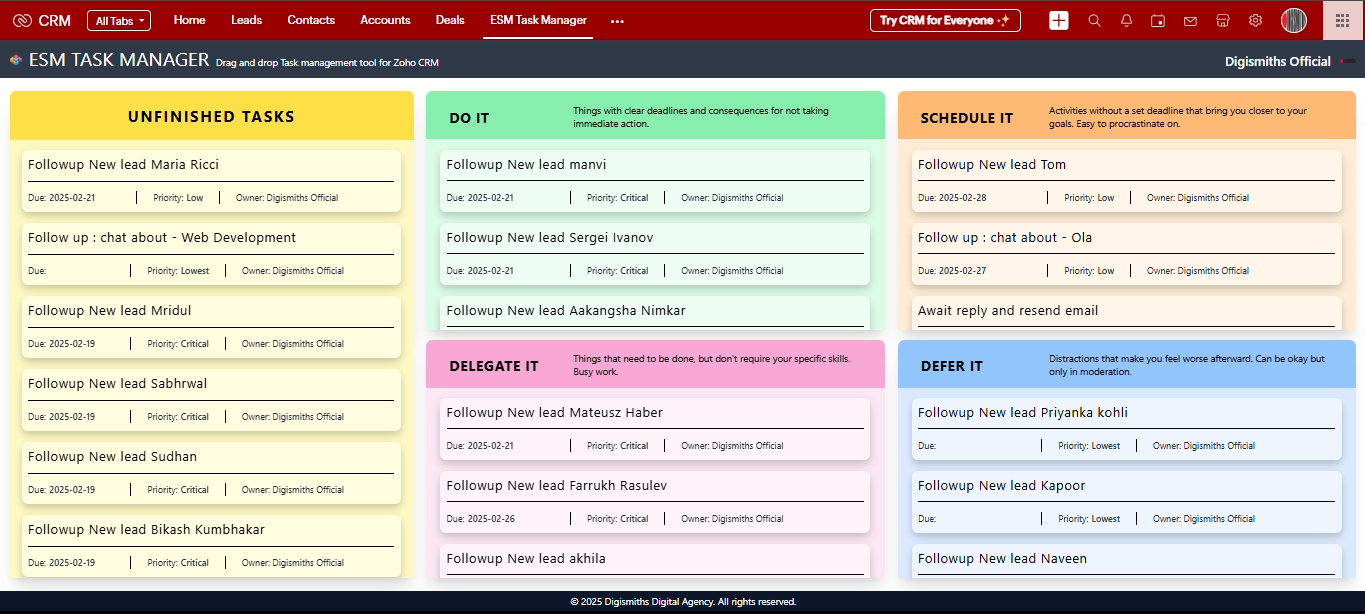 CRM All Tabs Home Leads Contacts Accounts Deals ESM Task Manager ... Try CRM for Everyone
ESM TASK MANAGER Drag and drop Task management tool for Zoho CRM Digismiths Official
UNFINISHED TASKS
Followup New lead Maria Ricci
Due: 2025-02-21 Priority: Low Owner: Digismiths Official
Follow up : chat about - Web Development
Due: Priority: Lowest Owner: Digismiths Official
Followup New lead Mridul
Due: 2025-02-19 Priority: Critical Owner: Digismiths Official
Followup New lead Sabhrwal
Due: 2025-02-19 Priority: Critical Owner: Digismiths Official
Followup New lead Sudhan
Due: 2025-02-19 Priority: Critical Owner: Digismiths Official
Followup New lead Bikash Kumbhakar
Due: 2025-02-19 Priority: Critical Owner: Digismiths Official
DO IT
Things with clear deadlines and consequences for not taking
immediate action.
Followup New lead manvi
Due: 2025-02-21 Priority: Critical Owner: Digismiths Official
Followup New lead Sergei Ivanov
Due: 2025-02-21 Priority: Critical Owner: Digismiths Official
Followup New lead Aakangsha Nimkar
SCHEDULE IT
Activities without a set deadline that bring you closer to your
goals. Easy to procrastinate on.
Followup New lead Tom
Due: 2025-02-28 Priority: Low Owner: Digismiths Official
Follow up : chat about - Ola
Due: 2025-02-27 Priority: Low Owner: Digismiths Official
Await reply and resend email
DELEGATE IT
Things that need to be done, but don't require your specific skills.
Busy work.
Followup New lead Mateusz Haber
Due: 2025-02-21 Priority: Critical Owner: Digismiths Official
Followup New lead Farrukh Rasulev
Due: 2025-02-26 Priority: Critical Owner: Digismiths Official
Followup New lead akhila
DEFER IT
Distractions that make you feel worse afterward. Can be okay but
only in moderation.
Followup New lead Priyanka kohli
Due: Priority: Lowest Owner: Digismiths Official
Followup New lead Kapoor
Due: Priority: Lowest Owner: Digismiths Official
Followup New lead Naveen
© 2025 Digismiths Digital Agency. All rights reserved.